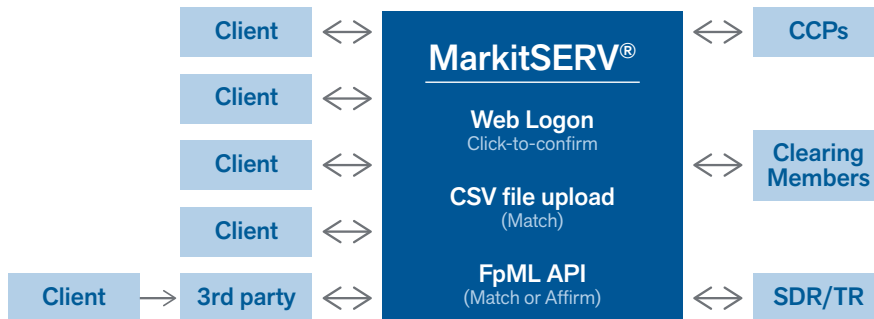 Client
Client
Client
Client
Client
3rd party
MarkitSERV®
Web Logon
Click-to-confirm
CSV file upload
(Match)
FpML API
(Match or Affirm)
CCPs
Clearing
Members
SDR/TR